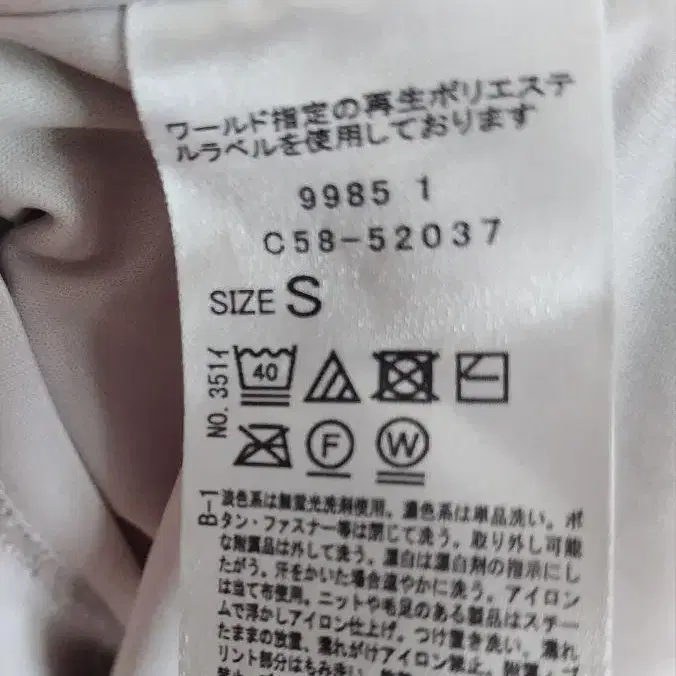 ワールド指定の再生ポリエステ
ルラベルを使用しております
9985 1
C58-52037
SIZE S
NO. 3511イ
40
F W
B-1
淡色系は無蛍光洗剤使用。濃色系は単品洗い。ボ
タン・ファスナー等は閉じて洗う。取り外し可能
な附属品は外して洗う。漂白は漂白剤の指示にし
たがう。汗をかいた場合速やかに洗う。アイロン
は当て布使用。ニットや毛足のある製品はスチー
ムで浮かしアイロン仕上げ。つけ置き洗い、濡れ
たままの放置、濡れがけアイロン禁止。
リント部分はもみ洗い